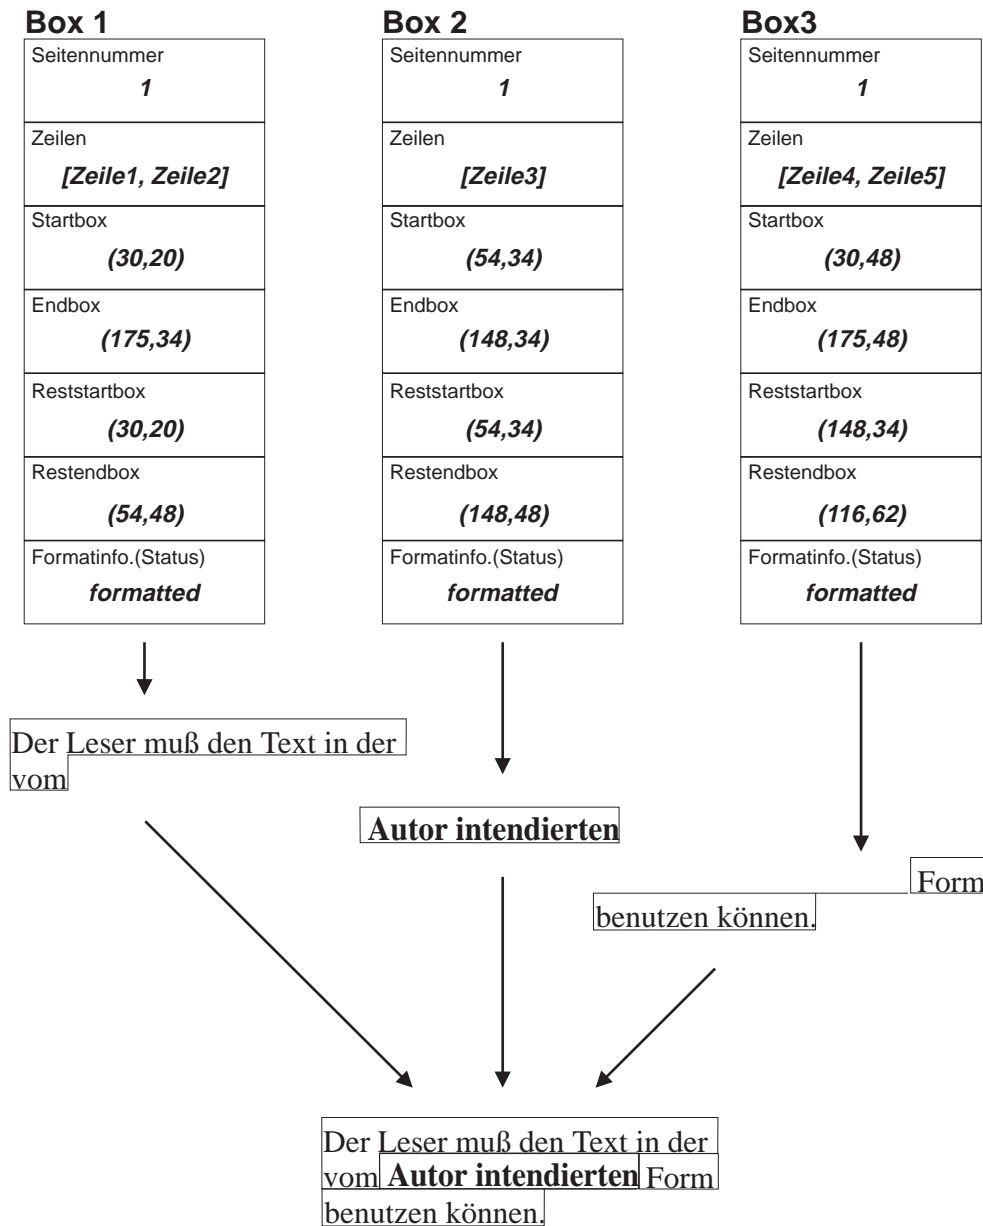 Box 1
Seitennummer
1
Zeilen
[Zeile1, Zeile2]
Startbox
(30,20)
Endbox
(175,34)
Reststartbox
(30,20)
Restendbox
(54,48)
Formatinfo.(Status)
formatted
Box 2
Seitennummer
1
Zeilen
[Zeile3]
Startbox
(54,34)
Endbox
(148,34)
Reststartbox
(54,34)
Restendbox
(148,48)
Formatinfo.(Status)
formatted
Box3
Seitennummer
1
Zeilen
[Zeile4, Zeile5]
Startbox
(30,48)
Endbox
(175,48)
Reststartbox
(148,34)
Restendbox
(116,62)
Formatinfo.(Status)
formatted
Der Leser muß den Text in der
vom
Autor intendierten
Form
benutzen können.
Der Leser muß den Text in der
vom Autor intendierten Form
benutzen können.